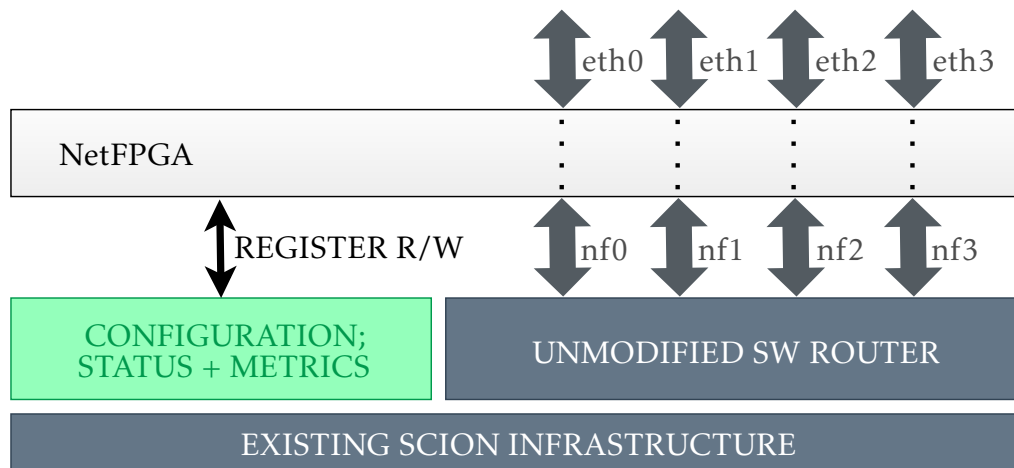 eth0 eth1 eth2 eth3
NetFPGA
REGISTER R/W
nf0 nf1 nf2 nf3
CONFIGURATION;
STATUS + METRICS
UNMODIFIED SW ROUTER
EXISTING SCION INFRASTRUCTURE